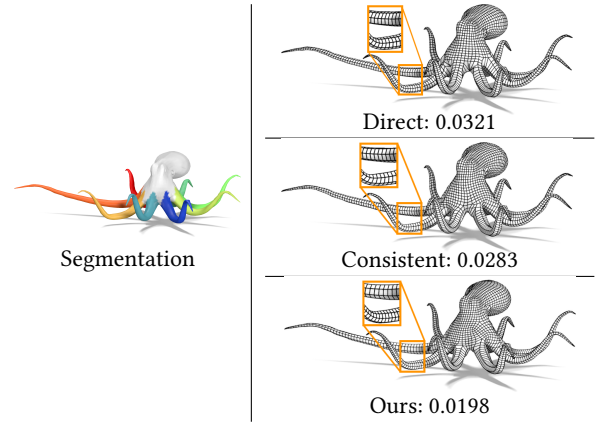 Segmentation
Direct: 0.0321
Consistent: 0.0283
Ours: 0.0198